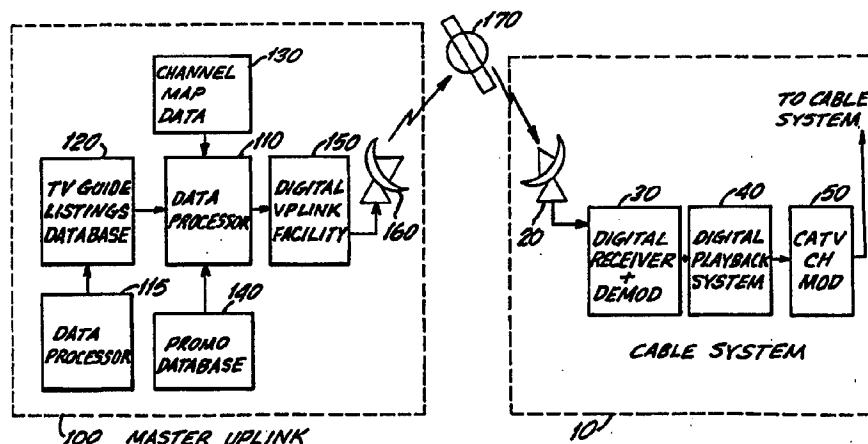 170
130
CHANNEL
MAP
DATA
TO CABLE
SYSTEM
120
110
150
TV GUIDE
LISTINGS
DATABASE
DATA
PROCESSOR
DIGITAL
UPLINK
FACILITY
160
20
30
40
50
DIGITAL
RECEIVER
+
DEMOD
DIGITAL
PLAYBACK
SYSTEM
CATV
CH
MOD
115
140
DATA
PROCESSOR
PROMO
DATABASE
CABLE SYSTEM
100 MASTER UPLINK
10